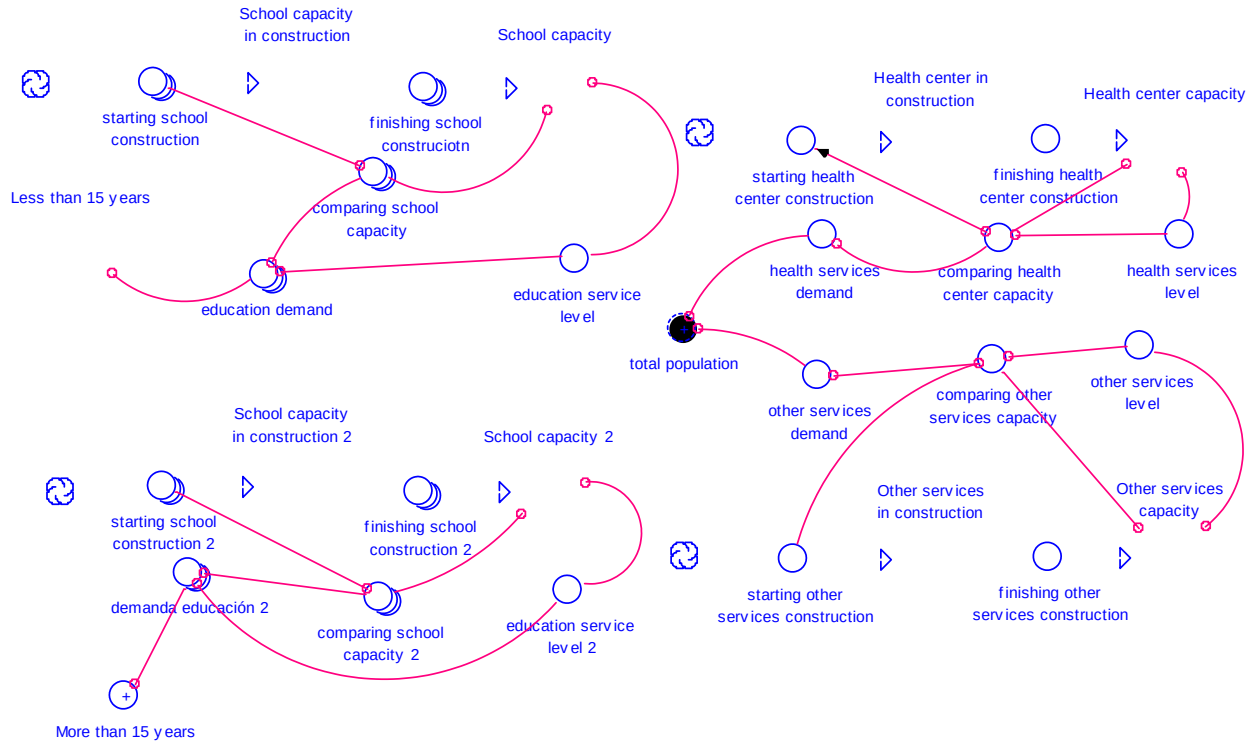 School capacity
in construction
School capacity
starting school
construction
finishing school
construciotn
Less than 15 years
comparing school
capacity
education demand
education service
level
Health center in
construction
Health center capacity
starting health
center construction
finishing health
center construction
health services
demand
comparing health
center capacity
health services
level
total population
other services
demand
comparing other
services capacity
other services
level
School capacity
in construction 2
School capacity 2
starting school
construction 2
finishing school
construction 2
demanda educación 2
comparing school
capacity 2
education service
level 2
More than 15 years
Other services
in construction
Other services
capacity
starting other
services construction
finishing other
services construction